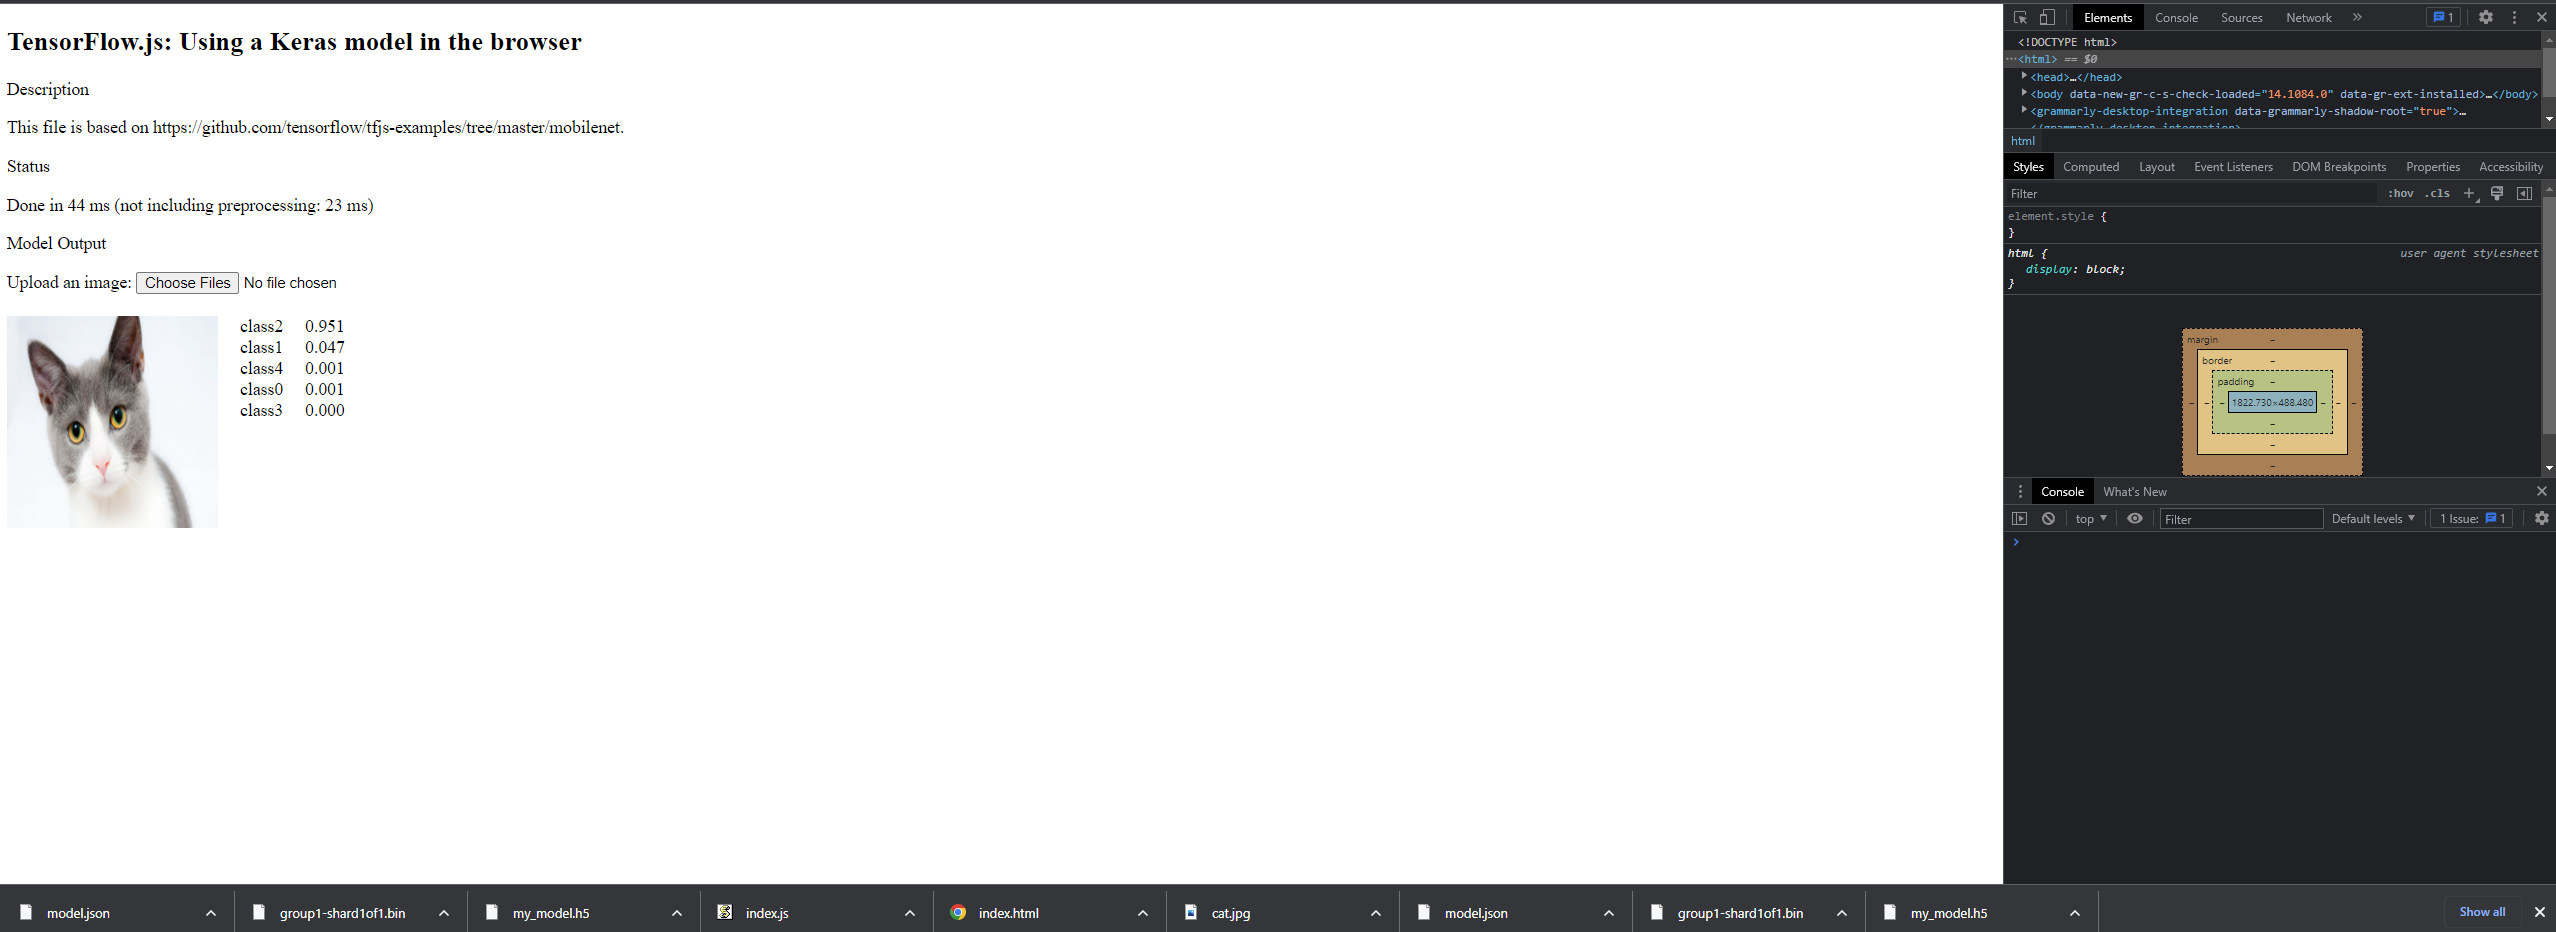 TensorFlow.js: Using a Keras model in the browser
Description
This file is based on https://github.com/tensorflow/tfjs-examples/tree/master/mobilenet.
Status
Done in 44 ms (not including preprocessing: 23 ms)
Model Output
Upload an image: Choose Files No file chosen
class2 0.951
class1 0.047
class4 0.001
class0 0.001
class3 0.000
Elements Console Sources Network » 1
<!DOCTYPE html>
···<html> == $0
<head>…</head>
<body data-new-gr-c-s-check-loaded="14.1084.0" data-gr-ext-installed>…</body>
<grammarly-desktop-integration data-grammarly-shadow-root="true">…
</grammarly-desktop-integration>
html
Styles Computed Layout Event Listeners DOM Breakpoints Properties Accessibility
Filter :hov .cls +
element.style {
}
html { user agent stylesheet
display: block;
}
margin –
border –
padding –
– – – 1822.730×488.480 – – –
–
–
–
Console What's New
top Filter Default levels 1 Issue: 1
model.json group1-shard1of1.bin my_model.h5 index.js index.html cat.jpg model.json group1-shard1of1.bin my_model.h5 Show all